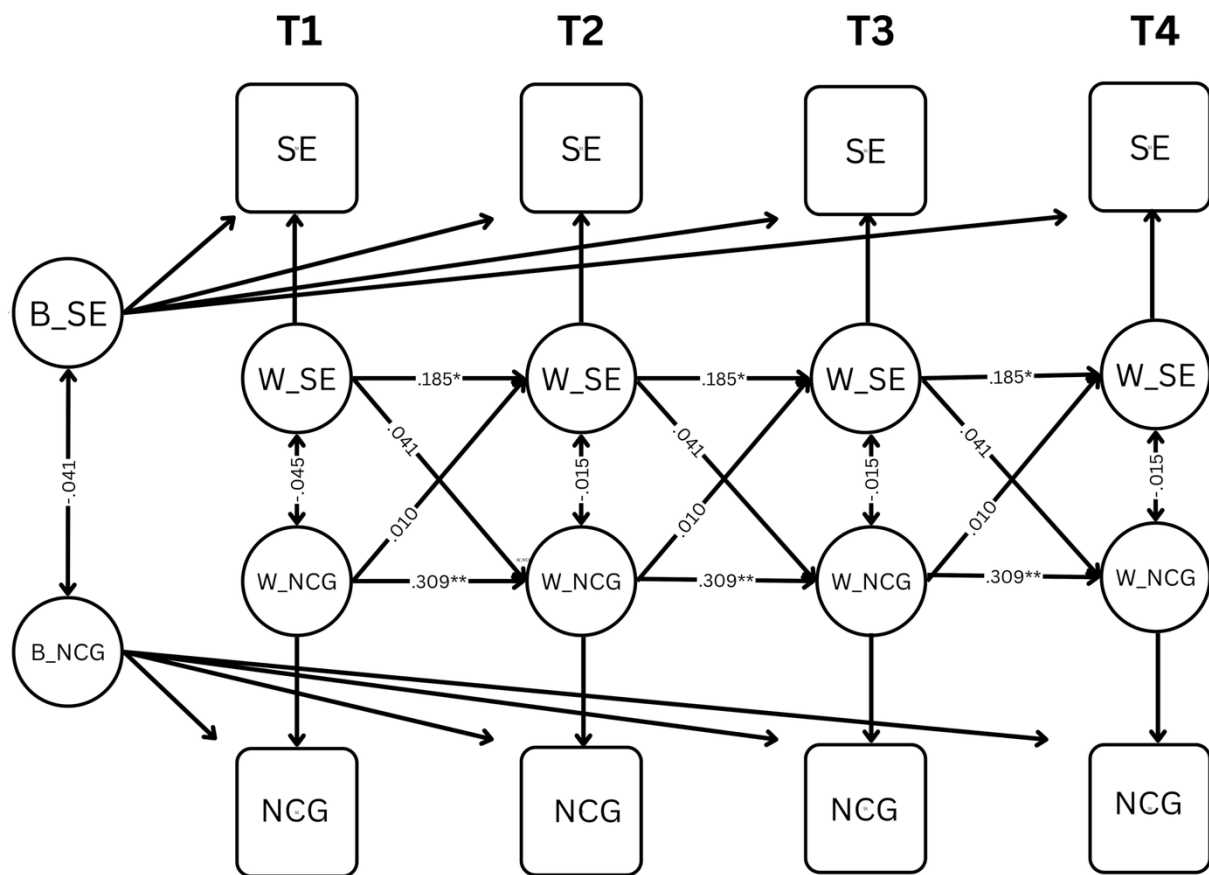 T1 T2 T3 T4
SE SE SE SE
B_SE
W_SE .185* W_SE .185* W_SE .185* W_SE
.041 .041 .041
-.041 -.045 -.015 -.015 -.015
.010 .010 .010
W_NCG .309** W_NCG .309** W_NCG .309** W_NCG
B_NCG
NCG NCG NCG NCG